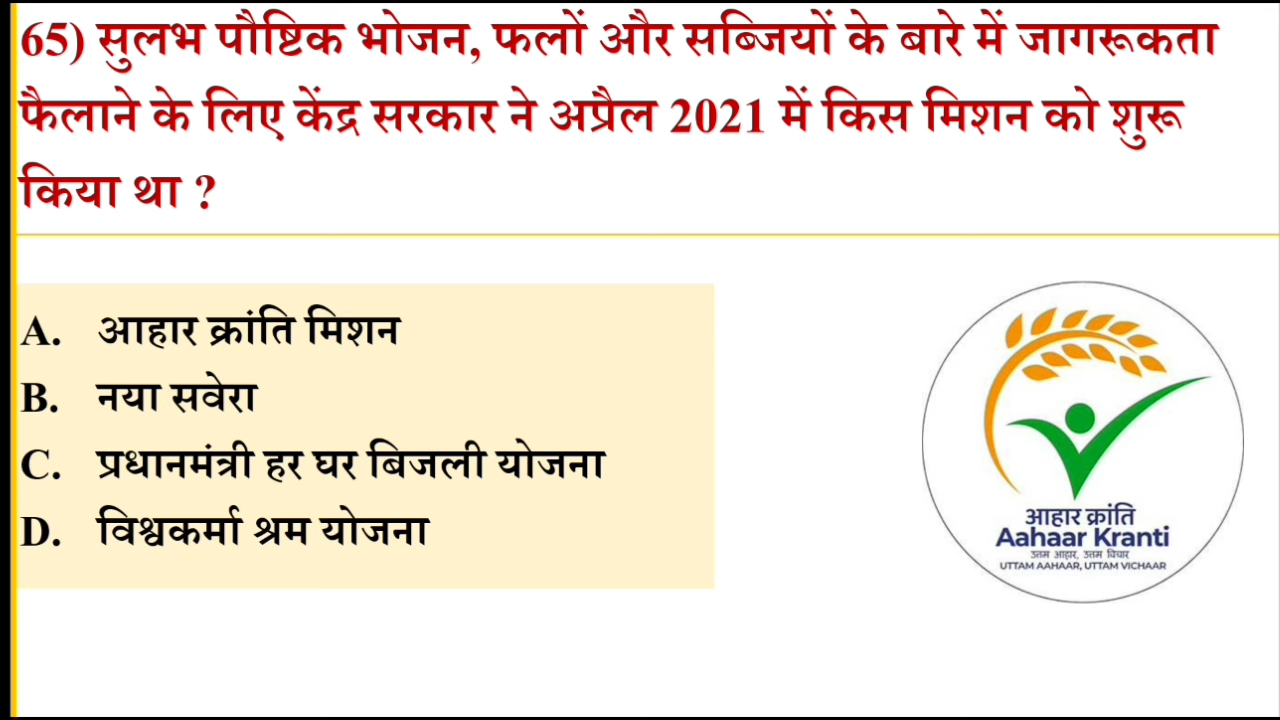 65) सुलभ पौष्टिक भोजन, फलों और सब्जियों के बारे में जागरूकता
फैलाने के लिए केंद्र सरकार ने अप्रैल 2021 में किस मिशन को शुरू
किया था ?
A. आहार क्रांति मिशन
B. नया सवेरा
C. प्रधानमंत्री हर घर बिजली योजना
D. विश्वकर्मा श्रम योजना
आहार क्रांति
Aahaar Kranti
उत्तम आहार, उत्तम विचार
UTTAM AAHAAR, UTTAM VICHAAR